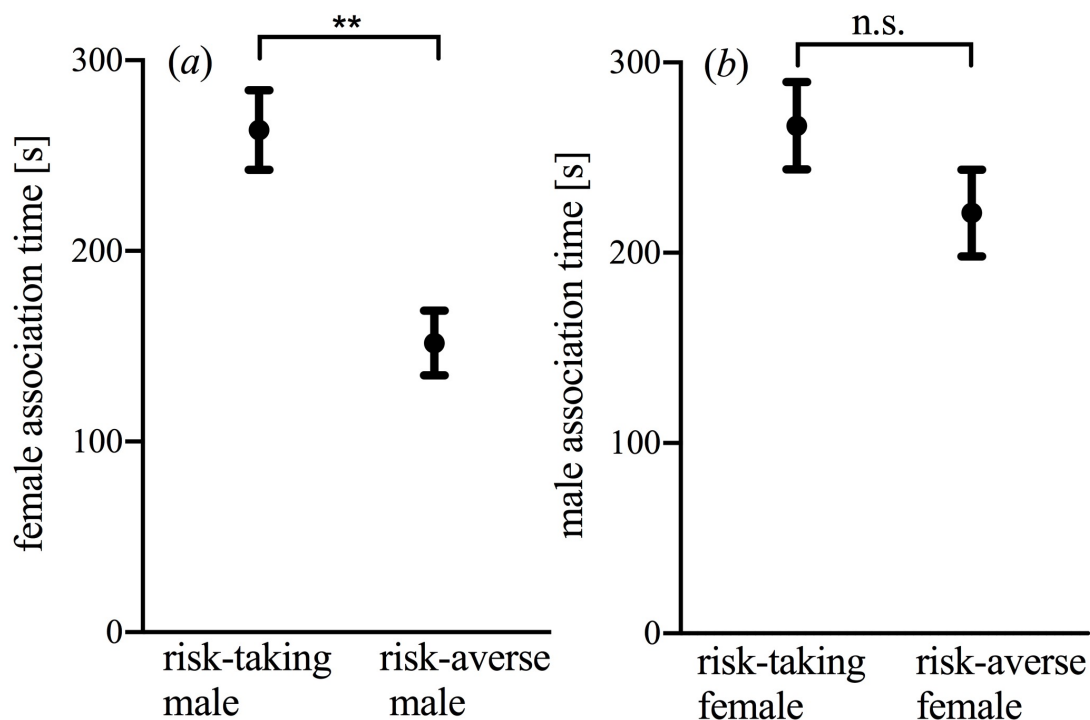 **
(a)
300
200
100
0
female association time [s]
risk-taking
male
risk-averse
male
n.s.
(b)
300
200
100
0
male association time [s]
risk-taking
female
risk-averse
female